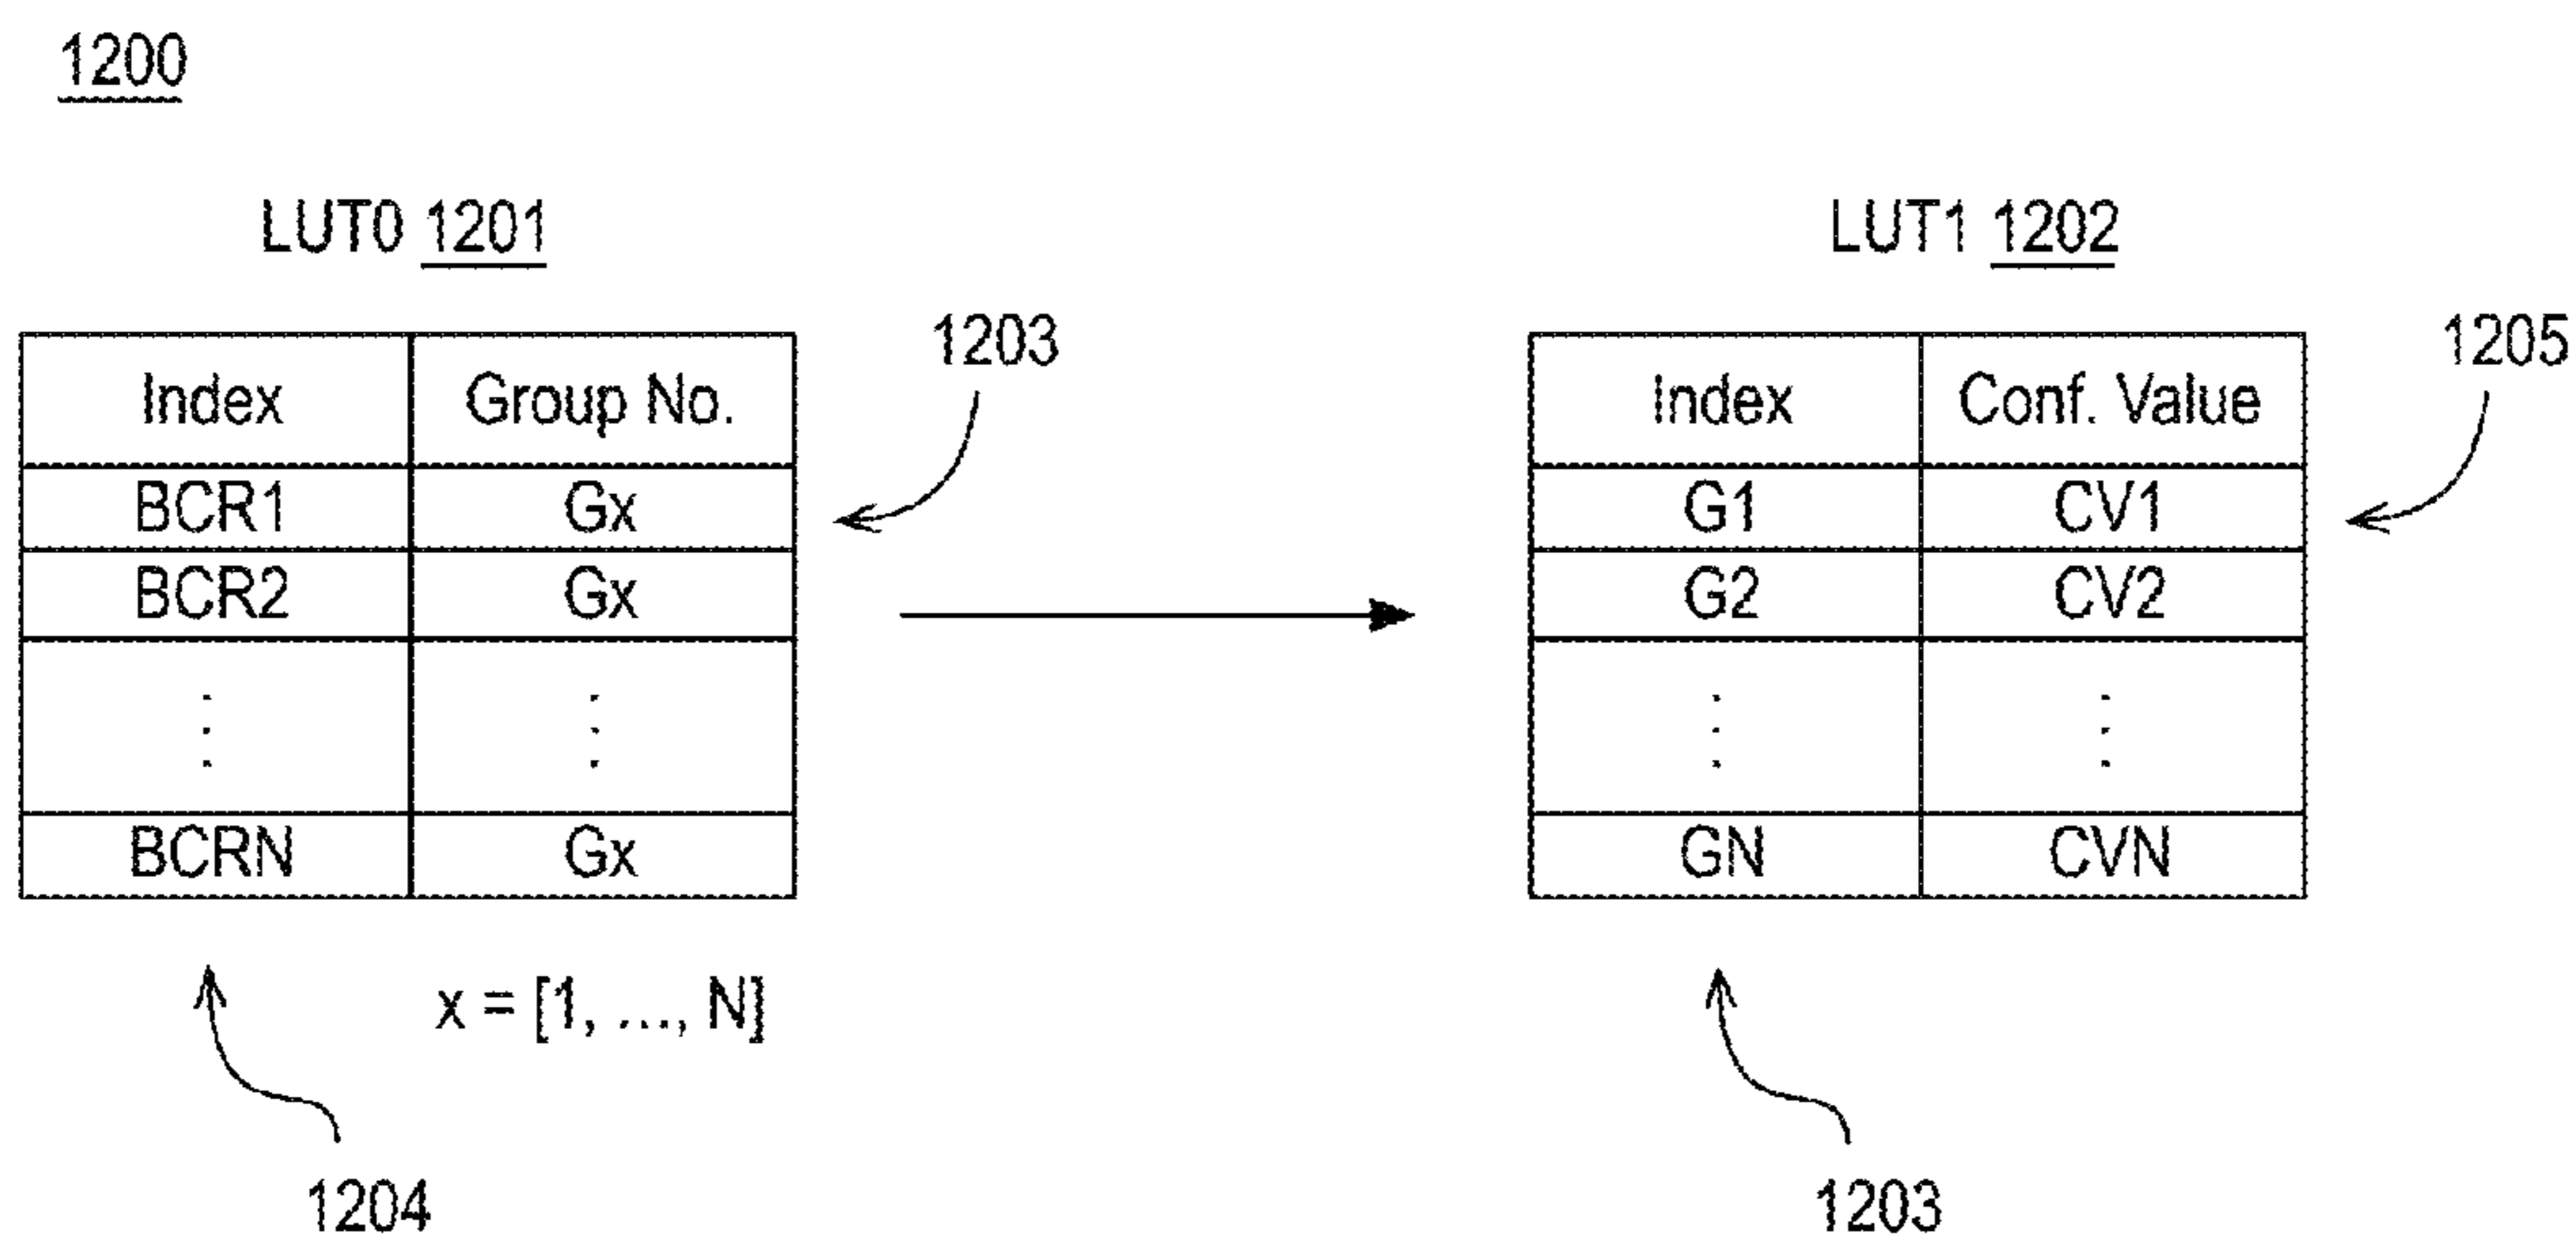 1200
LUT0 1201
LUT1 1202
1203
1205
Index Group No.
BCR1 Gx
BCR2 Gx
⋮ ⋮
BCRN Gx
Index Conf. Value
G1 CV1
G2 CV2
⋮ ⋮
GN CVN
x = [1, ..., N]
1204
1203